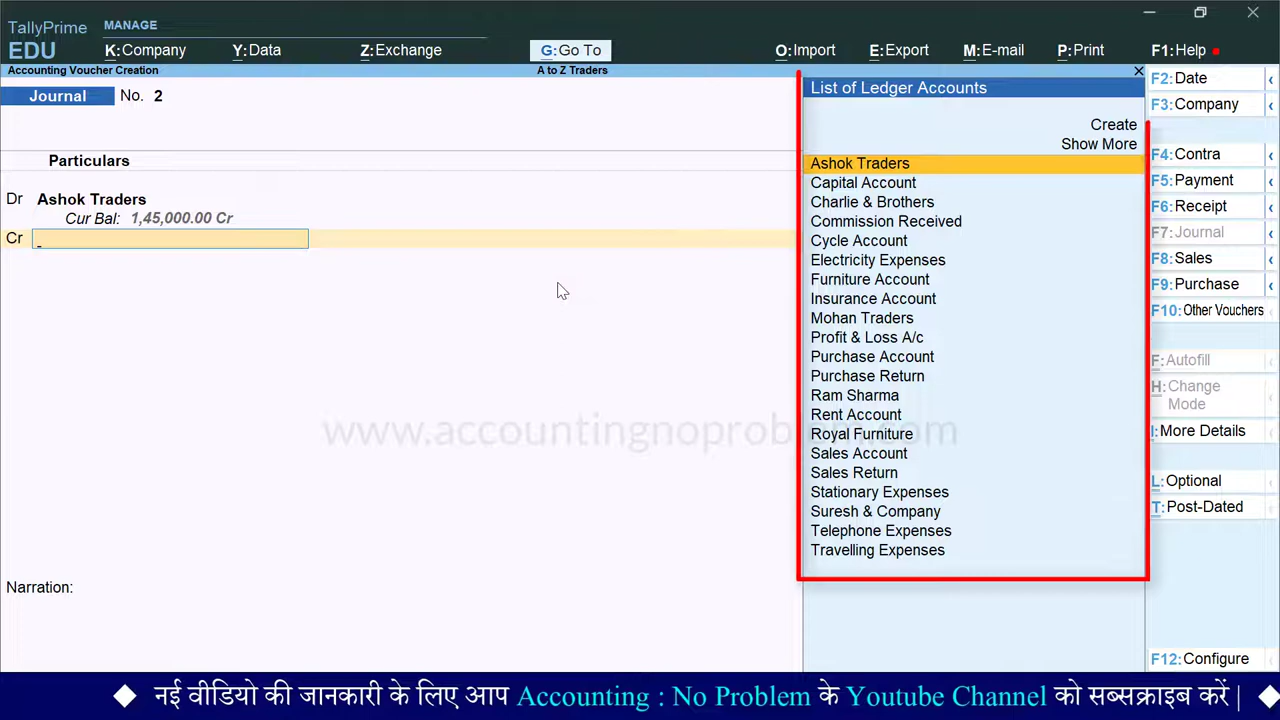 TallyPrime
EDU
MANAGE
K:Company
Y:Data
Z:Exchange
G:Go To
O:Import
E:Export
M:E-mail
P:Print
F1:Help
Accounting Voucher Creation
A to Z Traders
Journal No. 2
Particulars
Dr Ashok Traders
Cur Bal: 1,45,000.00 Cr
Cr
Narration:
List of Ledger Accounts
Create
Show More
Ashok Traders
Capital Account
Charlie & Brothers
Commission Received
Cycle Account
Electricity Expenses
Furniture Account
Insurance Account
Mohan Traders
Profit & Loss A/c
Purchase Account
Purchase Return
Ram Sharma
Rent Account
Royal Furniture
Sales Account
Sales Return
Stationary Expenses
Suresh & Company
Telephone Expenses
Travelling Expenses
F2:Date
F3:Company
F4:Contra
F5:Payment
F6:Receipt
F7:Journal
F8:Sales
F9:Purchase
F10:Other Vouchers
F:Autofill
H:Change
Mode
I:More Details
L:Optional
T:Post-Dated
F12:Configure
www.accountingnoproblem.com
नई वीडियो की जानकारी के लिए आप Accounting : No Problem के Youtube Channel को सब्सक्राइब करें |